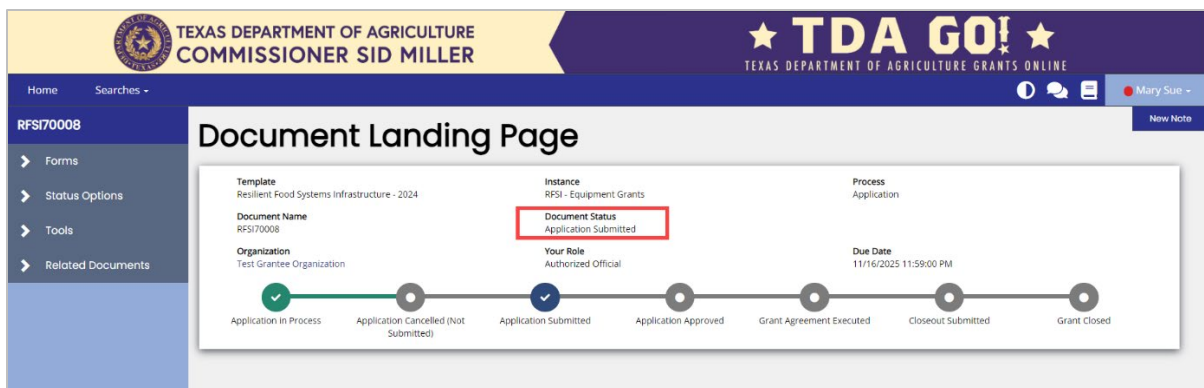 TEXAS DEPARTMENT OF AGRICULTURE
COMMISSIONER SID MILLER
TDA GO!
TEXAS DEPARTMENT OF AGRICULTURE GRANTS ONLINE
Home Searches
Mary Sue
RFSI70008
New Note
Document Landing Page
Forms
Status Options
Tools
Related Documents
Template Instance Process
Resilient Food Systems Infrastructure - 2024 RFSI - Equipment Grants Application
Document Name Document Status
RFSI70008 Application Submitted
Organization Your Role Due Date
Test Grantee Organization Authorized Official 11/16/2025 11:59:00 PM
Application in Process Application Cancelled (Not Application Submitted Application Approved Grant Agreement Executed Closeout Submitted Grant Closed
Submitted)